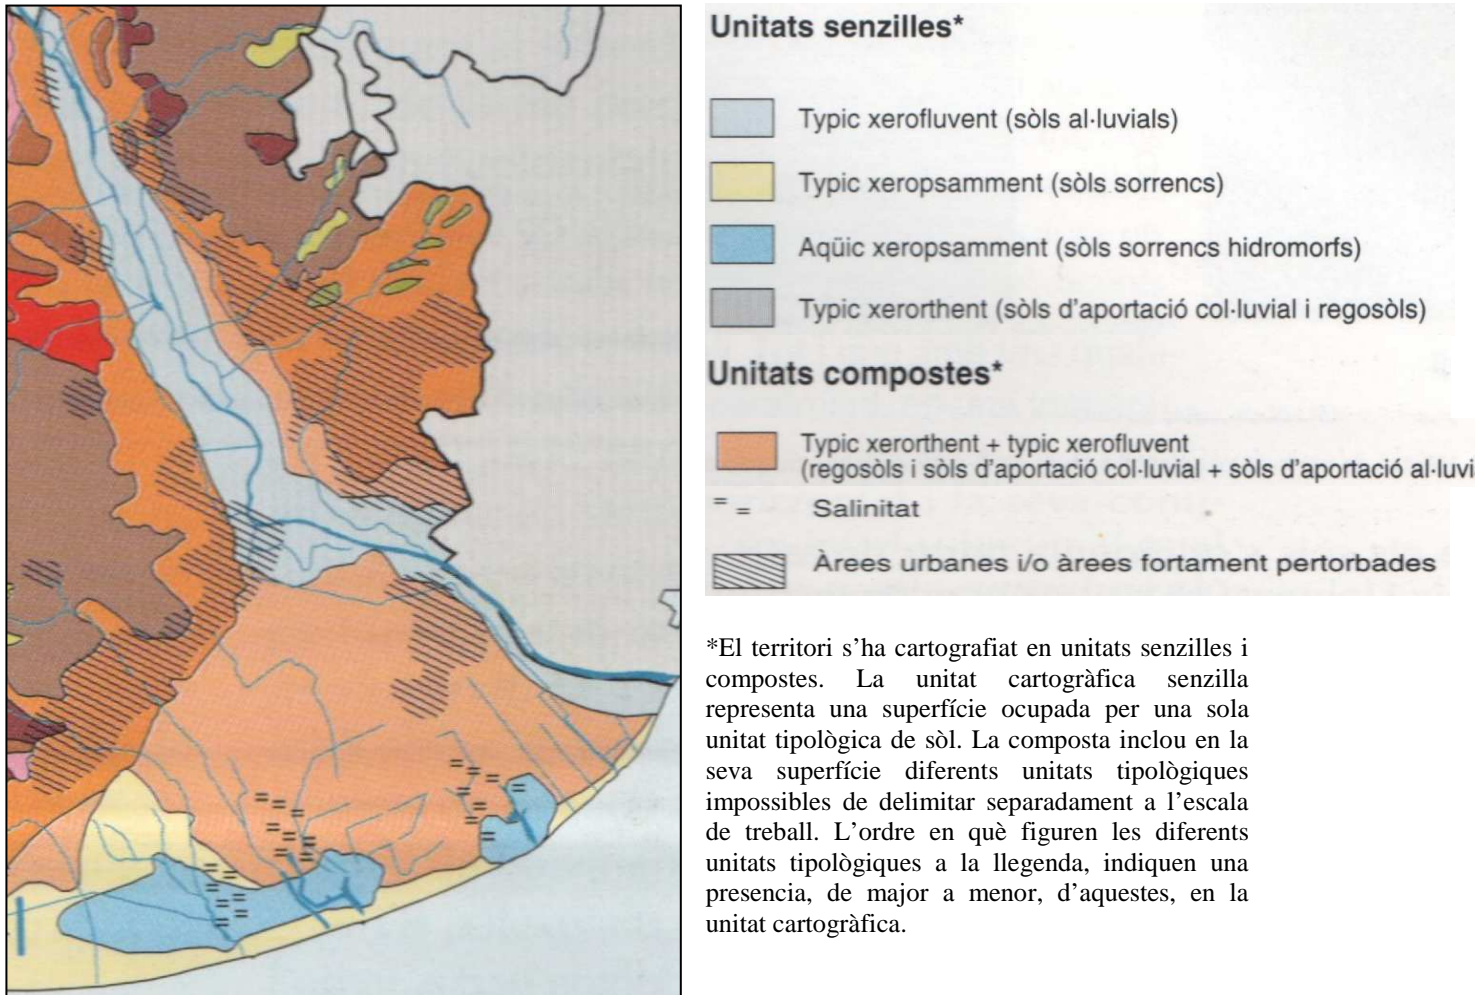 Unitats senzilles*
Typic xerofluvent (sòls al·luvials)
Typic xeropsamment (sòls sorrencs)
Aqüic xeropsamment (sòls sorrencs hidromorfs)
Typic xerorthent (sòls d'aportació col·luvial i regosòls)
Unitats compostes*
Typic xerorthent + typic xerofluvent
(regosòls i sòls d'aportació col·luvial + sòls d'aportació al·luvi
= = Salinitat
Àrees urbanes i/o àrees fortament pertorbades
*El territori s’ha cartografiat en unitats senzilles i
compostes. La unitat cartogràfica senzilla
representa una superfície ocupada per una sola
unitat tipològica de sòl. La composta inclou en la
seva superfície diferents unitats tipològiques
impossibles de delimitar separadament a l’escala
de treball. L’ordre en què figuren les diferents
unitats tipològiques a la llegenda, indiquen una
presencia, de major a menor, d’aquestes, en la
unitat cartogràfica.